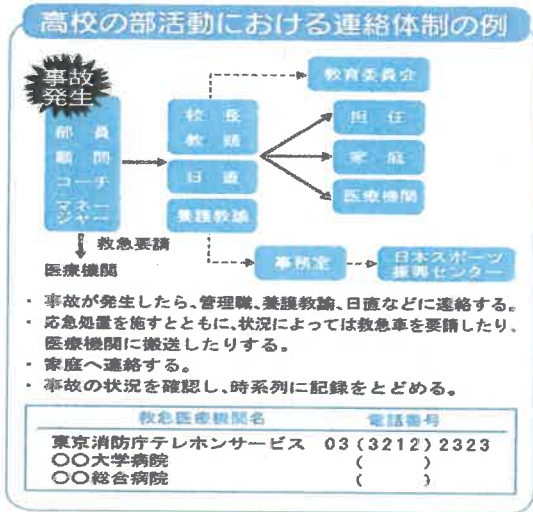 高校の部活動における連絡体制の例
事故
発生
部員
顧問
コーチ
マネー
ジャー
校長
教頭
日直
養護教諭
教育委員会
担任
家庭
医療機関
救急要請
医療機関
事務室
日本スポーツ
振興センター
・ 事故が発生したら、管理職、養護教諭、日直などに連絡する。
・ 応急処置を施すとともに、状況によっては救急車を要請したり、
医療機関に搬送したりする。
・ 家庭へ連絡する。
・ 事故の状況を確認し、時系列に記録をとどめる。
救急医療機関名 電話番号
東京消防庁テレホンサービス 03(3212)2323
〇〇大学病院 ( )
〇〇総合病院 ( )